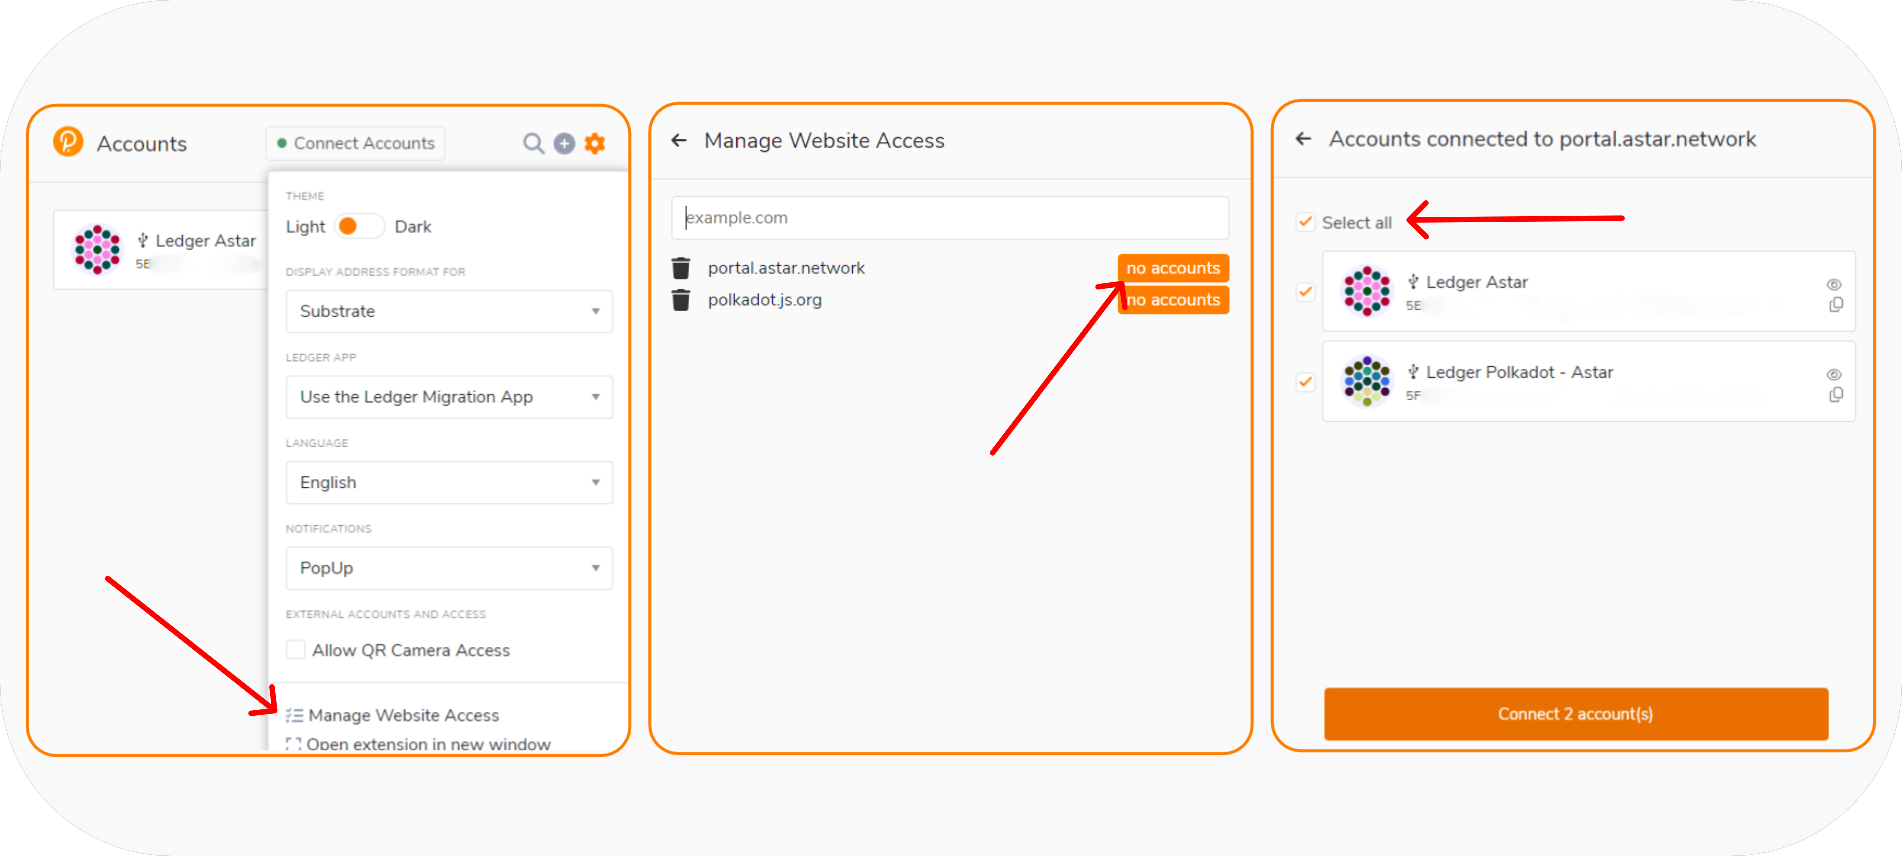 Accounts
Connect Accounts
Ledger Astar
5E
THEME
Light Dark
DISPLAY ADDRESS FORMAT FOR
Substrate
LEDGER APP
Use the Ledger Migration App
LANGUAGE
English
NOTIFICATIONS
PopUp
EXTERNAL ACCOUNTS AND ACCESS
Allow QR Camera Access
Manage Website Access
Open extension in new window
Manage Website Access
example.com
portal.astar.network no accounts
polkadot.js.org no accounts
Accounts connected to portal.astar.network
Select all
Ledger Astar
5E
Ledger Polkadot - Astar
5F
Connect 2 account(s)